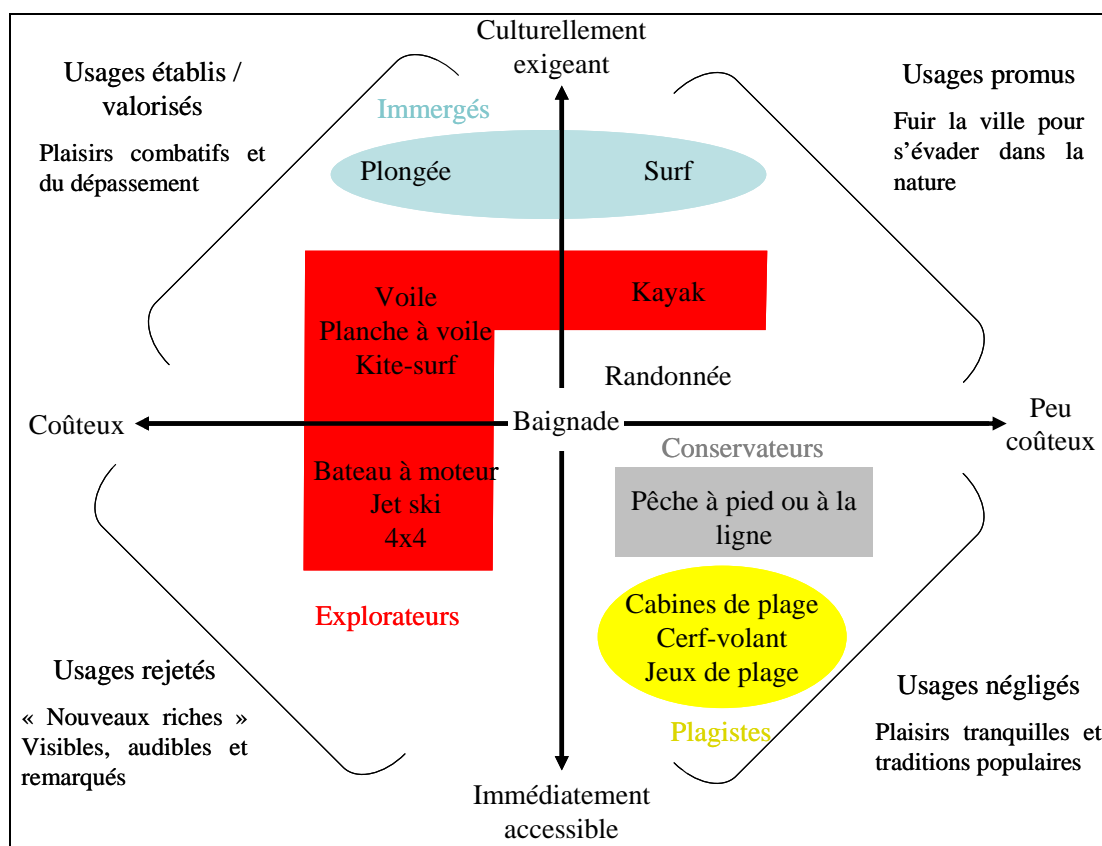 Culturellement
exigeant
Usages établis /
valorisés
Plaisirs combatifs et
du dépassement
Usages promus
Fuir la ville pour
s'évader dans la
nature
Immergés
Plongée
Surf
Voile
Planche à voile
Kite-surf
Kayak
Randonnée
Coûteux
Baignade
Peu
coûteux
Conservateurs
Bateau à moteur
Jet ski
4x4
Pêche à pied ou à la
ligne
Explorateurs
Cabines de plage
Cerf-volant
Jeux de plage
Plagistes
Usages rejetés
« Nouveaux riches »
Visibles, audibles et
remarqués
Usages négligés
Plaisirs tranquilles et
traditions populaires
Immédiatement
accessible